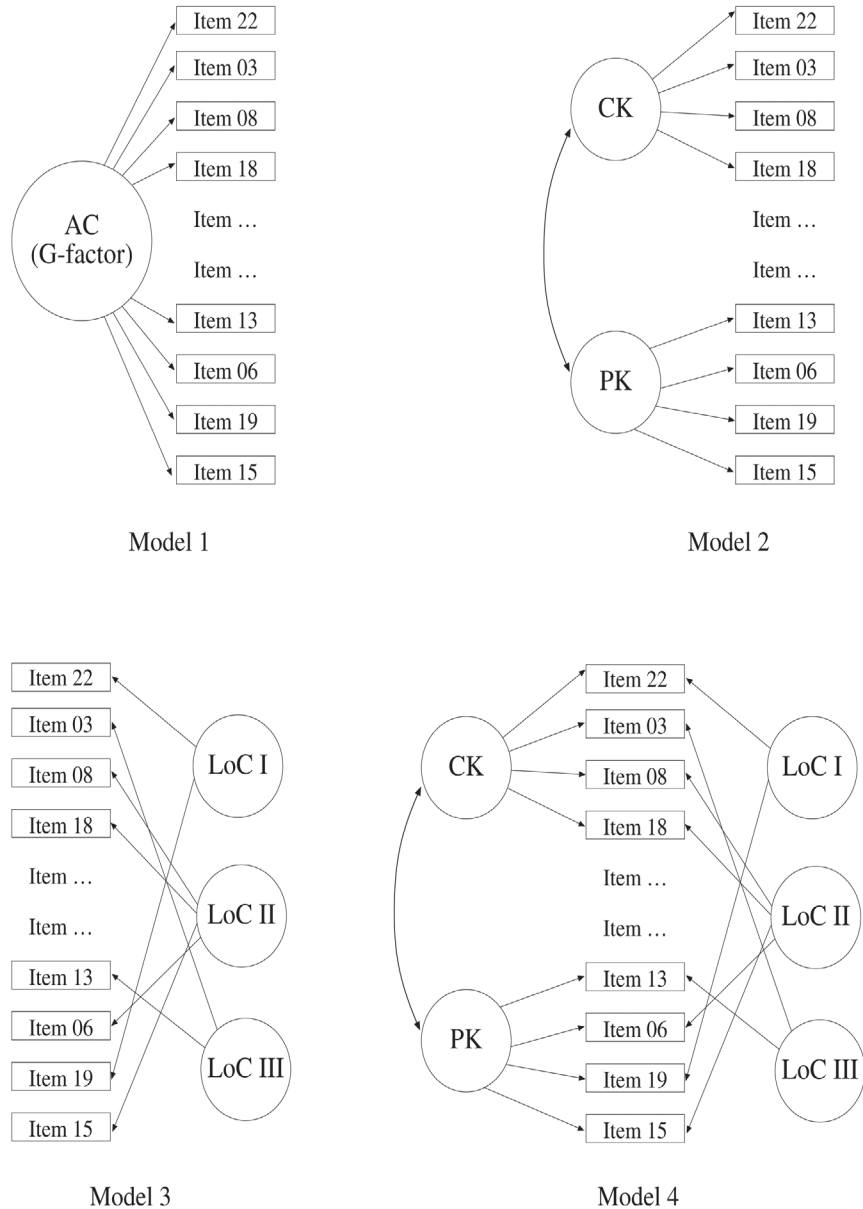 Item 22
Item 03
Item 08
Item 18
Item …
Item …
Item 13
Item 06
Item 19
Item 15
AC
(G-factor)
Model 1
CK
PK
Item 22
Item 03
Item 08
Item 18
Item …
Item …
Item 13
Item 06
Item 19
Item 15
Model 2
Item 22
Item 03
Item 08
Item 18
Item …
Item …
Item 13
Item 06
Item 19
Item 15
LoC I
LoC II
LoC III
Model 3
CK
PK
Item 22
Item 03
Item 08
Item 18
Item …
Item …
Item 13
Item 06
Item 19
Item 15
LoC I
LoC II
LoC III
Model 4